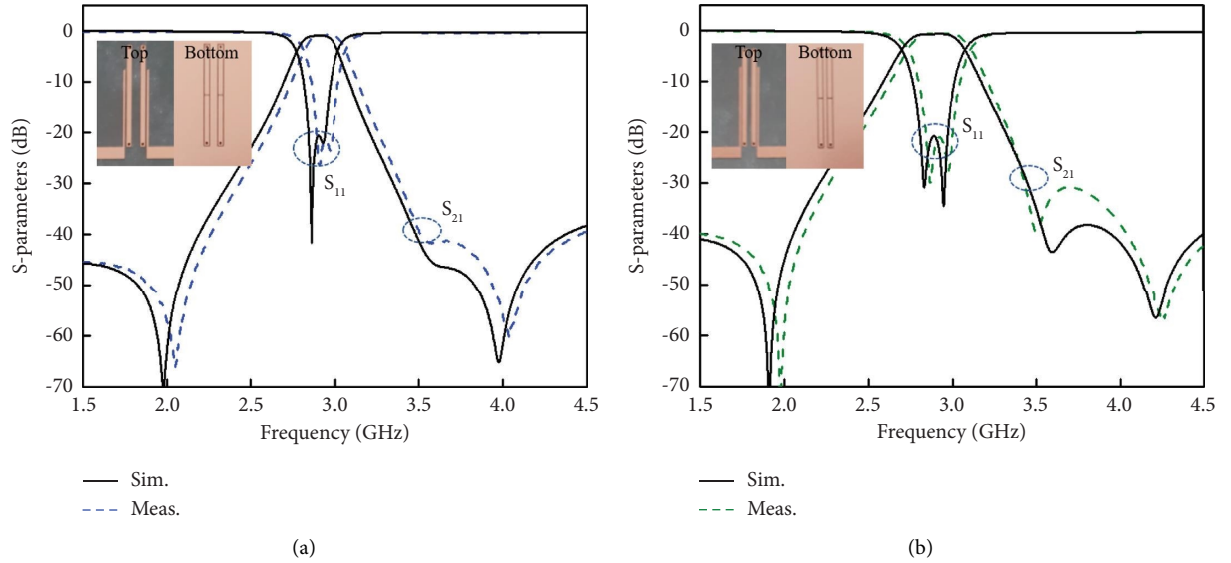 0
-10
-20
-30
-40
-50
-60
-70
S-parameters (dB)
Top
Bottom
S11
S21
1.5 2.0 2.5 3.0 3.5 4.0 4.5
Frequency (GHz)
Sim.
Meas.
(a)
0
-10
-20
-30
-40
-50
-60
-70
S-parameters (dB)
Top
Bottom
S11
S21
1.5 2.0 2.5 3.0 3.5 4.0 4.5
Frequency (GHz)
Sim.
Meas.
(b)